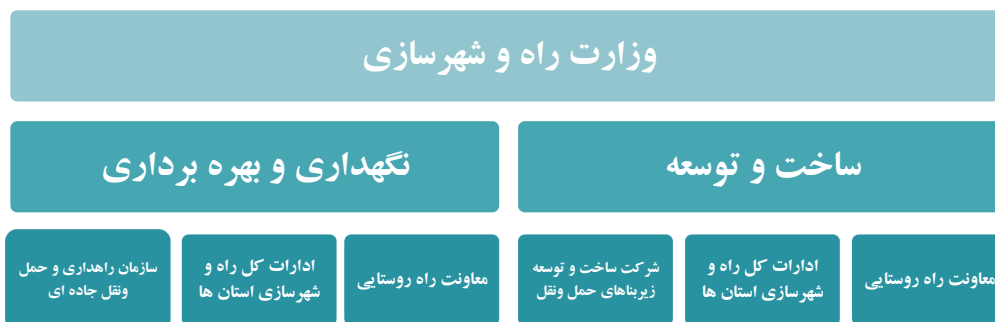 وزارت راه و شهرسازی
ساخت و توسعه
نگهداری و بهره برداری
معاونت راه روستایی
ادارات کل راه و
شهرسازی استان ها
شرکت ساخت و توسعه
زیربناهای حمل ونقل
معاونت راه روستایی
ادارات کل راه و
شهرسازی استان ها
سازمان راهداری و حمل
ونقل جاده ای